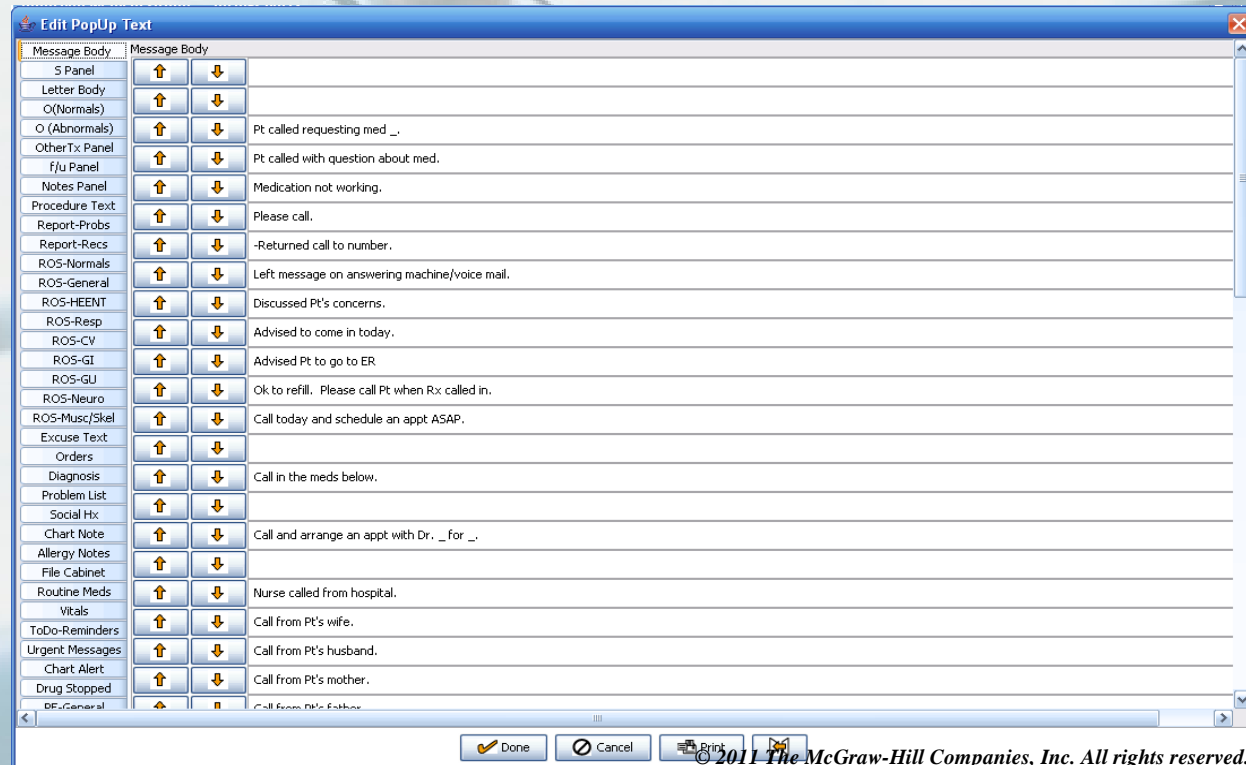 Edit PopUp Text
Message Body
S Panel
Letter Body
O(Normals)
O (Abnormals)
OtherTx Panel
f/u Panel
Notes Panel
Procedure Text
Report-Probs
Report-Recs
ROS-Normals
ROS-General
ROS-HEENT
ROS-Resp
ROS-CV
ROS-GI
ROS-GU
ROS-Neuro
ROS-Musc/Skel
Excuse Text
Orders
Diagnosis
Problem List
Social Hx
Chart Note
Allergy Notes
File Cabinet
Routine Meds
Vitals
ToDo-Reminders
Urgent Messages
Chart Alert
Drug Stopped
PE-General
Message Body
Pt called requesting med _.
Pt called with question about med.
Medication not working.
Please call.
-Returned call to number.
Left message on answering machine/voice mail.
Discussed Pt's concerns.
Advised to come in today.
Advised Pt to go to ER
Ok to refill.  Please call Pt when Rx called in.
Call today and schedule an appt ASAP.
Call in the meds below.
Call and arrange an appt with Dr. _ for _.
Nurse called from hospital.
Call from Pt's wife.
Call from Pt's husband.
Call from Pt's mother.
Call from Pt's father
Done
Cancel
Print
© 2011 The McGraw-Hill Companies, Inc. All rights reserved.